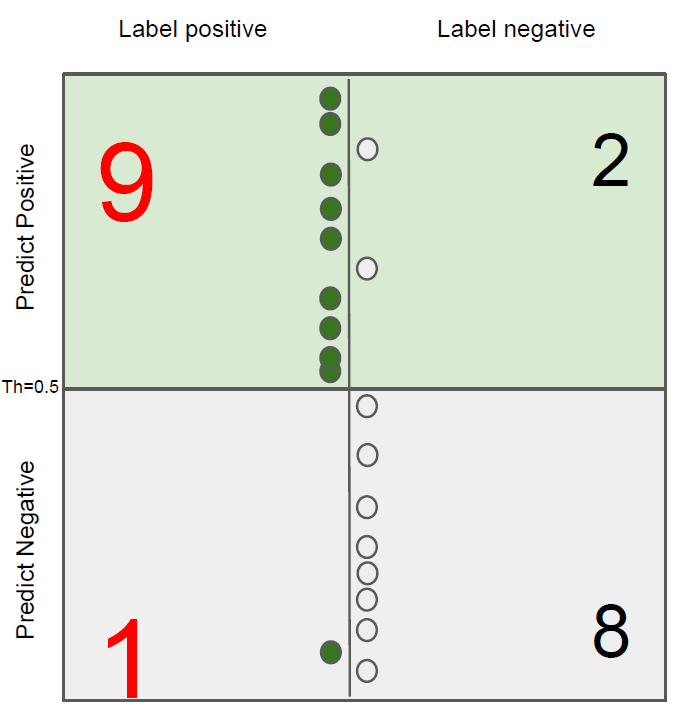 Label positive
Label negative
Predict Positive
9
2
Th=0.5
Predict Negative
1
8